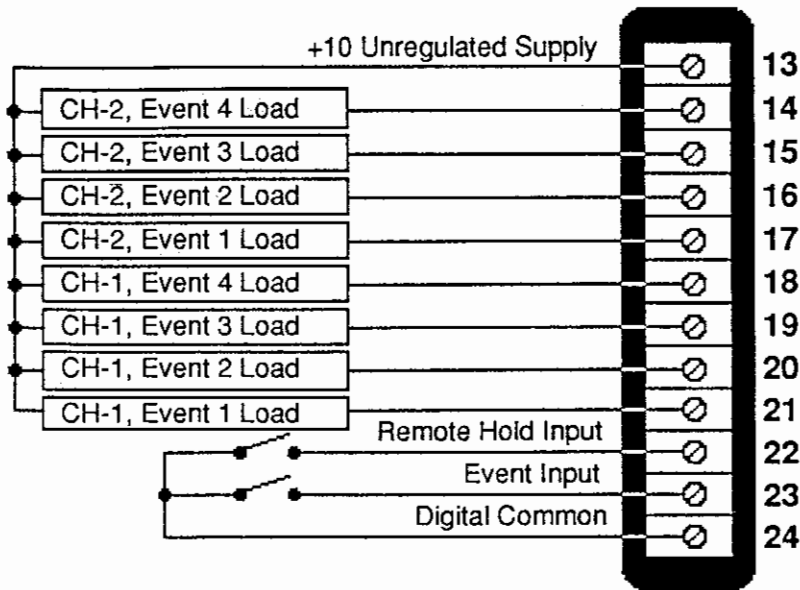 +10 Unregulated Supply 13
CH-2, Event 4 Load 14
CH-2, Event 3 Load 15
CH-2, Event 2 Load 16
CH-2, Event 1 Load 17
CH-1, Event 4 Load 18
CH-1, Event 3 Load 19
CH-1, Event 2 Load 20
CH-1, Event 1 Load 21
Remote Hold Input 22
Event Input 23
Digital Common 24